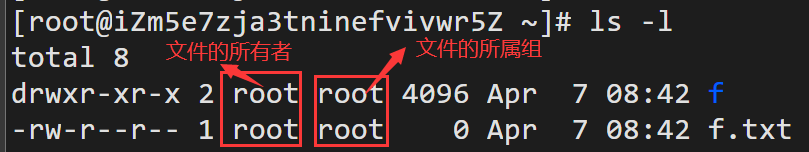 [root@iZm5e7zja3tninefvivwr5Z ~]# ls -l
total 8 文件的所有者 文件的所属组
drwxr-xr-x 2 root root 4096 Apr 7 08:42 f
-rw-r--r-- 1 root root 0 Apr 7 08:42 f.txt